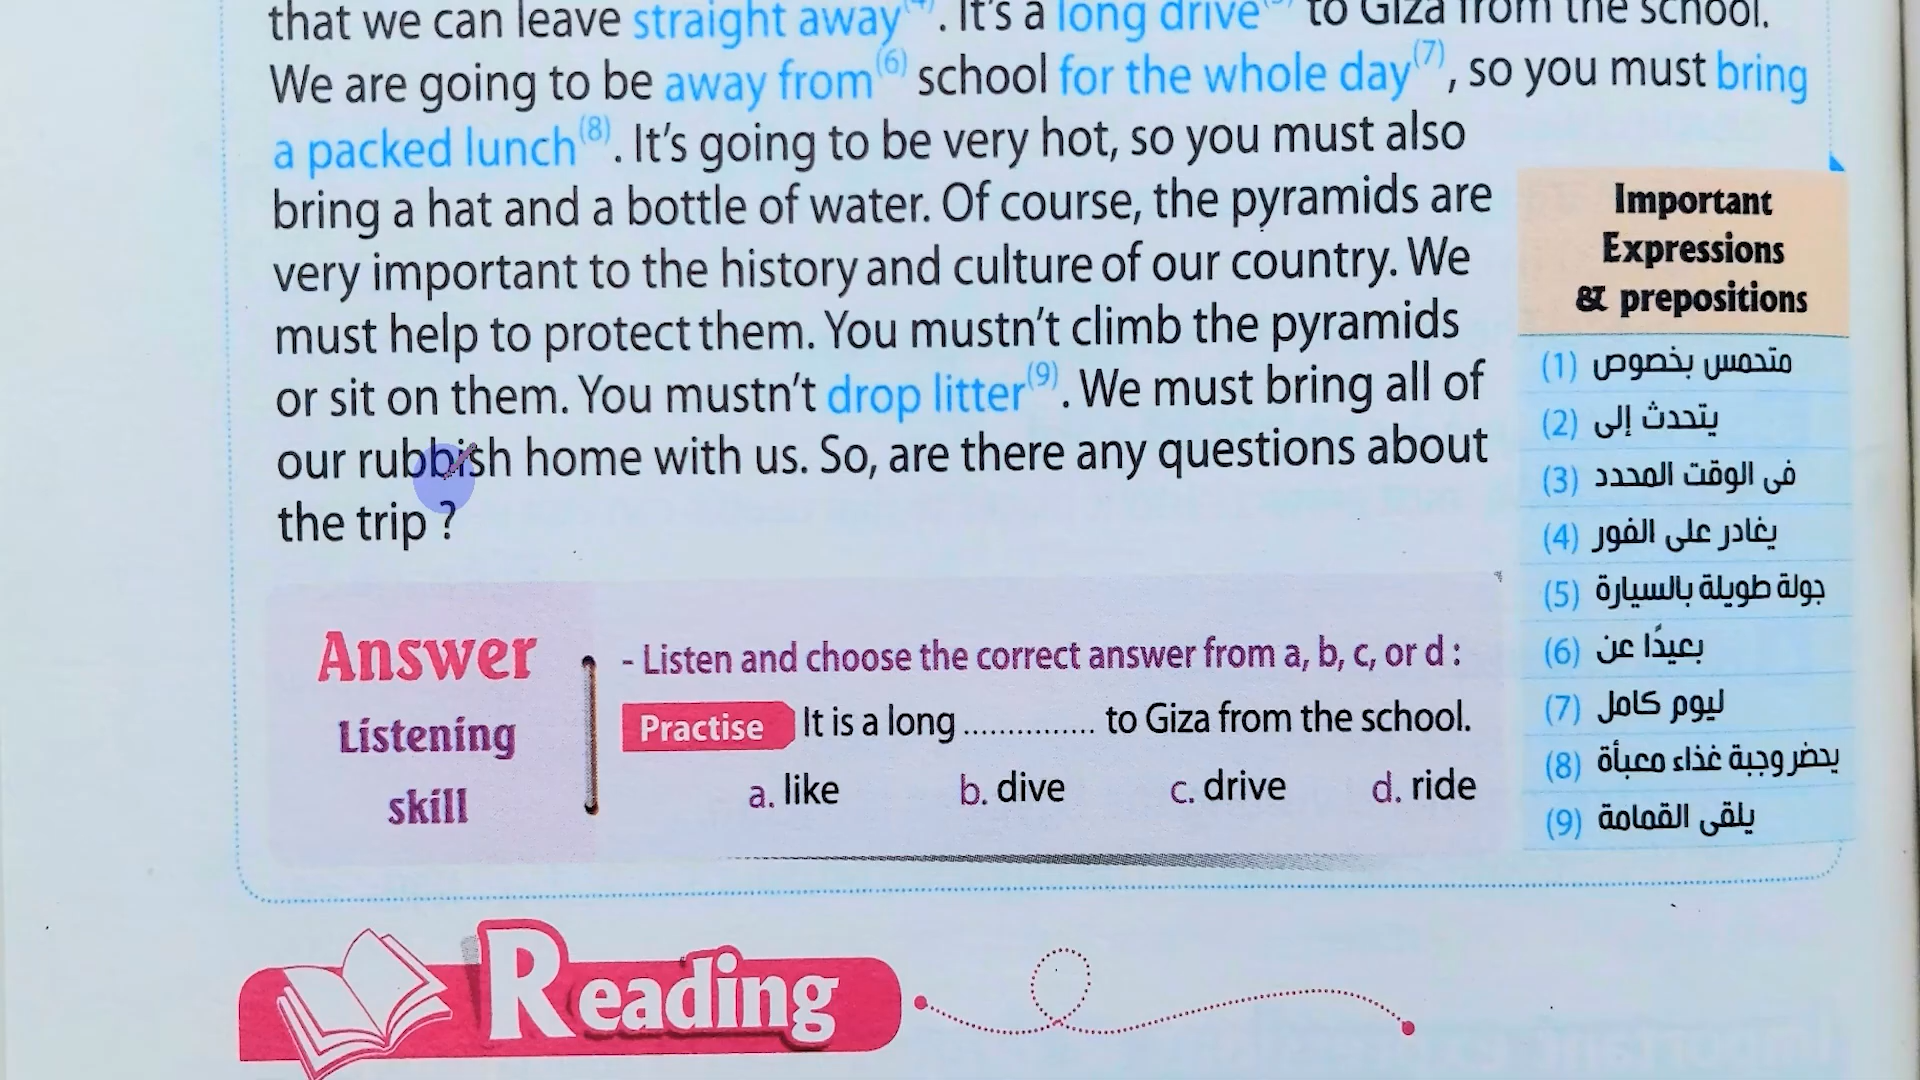 that we can leave straight away(4). It's a long drive(5) to Giza from the school.
We are going to be away from(6) school for the whole day(7), so you must bring
a packed lunch(8). It's going to be very hot, so you must also
bring a hat and a bottle of water. Of course, the pyramids are
very important to the history and culture of our country. We
must help to protect them. You mustn't climb the pyramids
or sit on them. You mustn't drop litter(9). We must bring all of
our rubbish home with us. So, are there any questions about
the trip ?
Important
Expressions
& prepositions
(1) متحمس بخصوص
(2) يتحدث إلى
(3) فى الوقت المحدد
(4) يغادر على الفور
(5) جولة طويلة بالسيارة
(6) بعيدًا عن
(7) ليوم كامل
(8) يحضر وجبة غذاء معبأة
(9) يلقى القمامة
Answer
Listening
skill
- Listen and choose the correct answer from a, b, c, or d :
Practise It is a long ............... to Giza from the school.
a. like b. dive c. drive d. ride
Reading